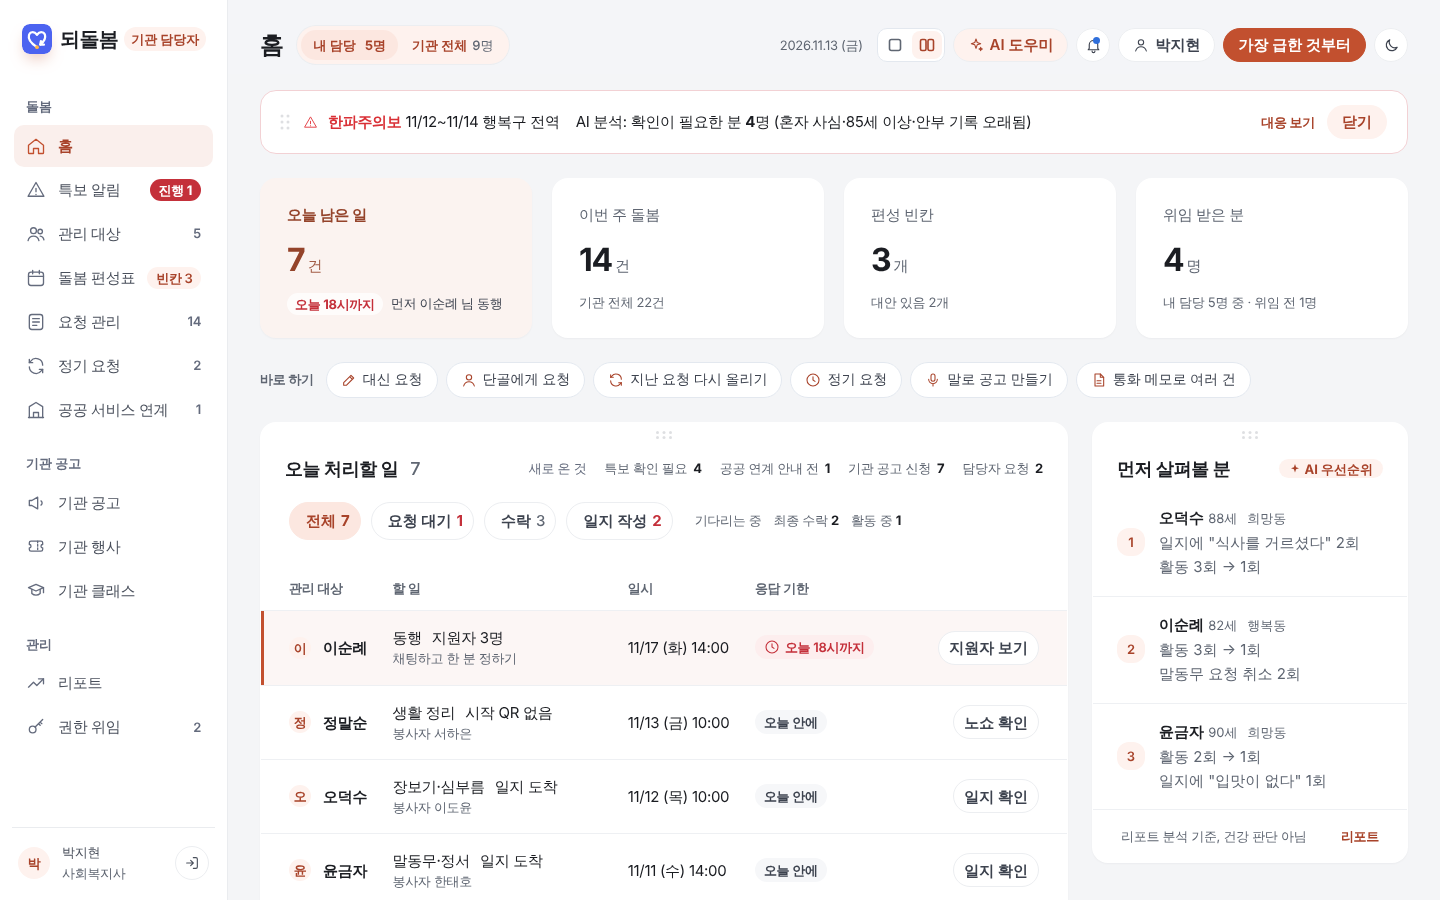 되돌봄 기관 담당자
돌봄
홈
특보 알림 진행 1
관리 대상 5
돌봄 편성표 빈칸 3
요청 관리 14
정기 요청 2
공공 서비스 연계 1
기관 공고
기관 공고
기관 행사
기관 클래스
관리
리포트
권한 위임 2
박 박지현
사회복지사
홈 내 담당 5명 기관 전체 9명
2026.11.13 (금) AI 도우미 박지현 가장 급한 것부터
한파주의보 11/12~11/14 행복구 전역 AI 분석: 확인이 필요한 분 4명 (혼자 사심·85세 이상·안부 기록 오래됨) 대응 보기 닫기
오늘 남은 일
7건
오늘 18시까지 먼저 이순례 님 동행
이번 주 돌봄
14건
기관 전체 22건
편성 빈칸
3개
대안 있음 2개
위임 받은 분
4명
내 담당 5명 중 · 위임 전 1명
바로 하기 대신 요청 단골에게 요청 지난 요청 다시 올리기 정기 요청 말로 공고 만들기 통화 메모로 여러 건
오늘 처리할 일 7 새로 온 것 특보 확인 필요 4 공공 연계 안내 전 1 기관 공고 신청 7 담당자 요청 2
전체 7 요청 대기 1 수락 3 일지 작성 2 기다리는 중 최종 수락 2 활동 중 1
관리 대상 할 일 일시 응답 기한
이 이순례 동행 지원자 3명 11/17 (화) 14:00 오늘 18시까지 지원자 보기
채팅하고 한 분 정하기
정 정말순 생활 정리 시작 QR 없음 11/13 (금) 10:00 오늘 안에 노쇼 확인
봉사자 서하은
오 오덕수 장보기·심부름 일지 도착 11/12 (목) 10:00 오늘 안에 일지 확인
봉사자 이도윤
윤 윤금자 말동무·정서 일지 도착 11/11 (수) 14:00 오늘 안에 일지 확인
봉사자 한태호
먼저 살펴볼 분 AI 우선순위
1 오덕수 88세 희망동
일지에 "식사를 거르셨다" 2회
활동 3회 → 1회
2 이순례 82세 행복동
활동 3회 → 1회
말동무 요청 취소 2회
3 윤금자 90세 희망동
활동 2회 → 1회
일지에 "입맛이 없다" 1회
리포트 분석 기준, 건강 판단 아님 리포트